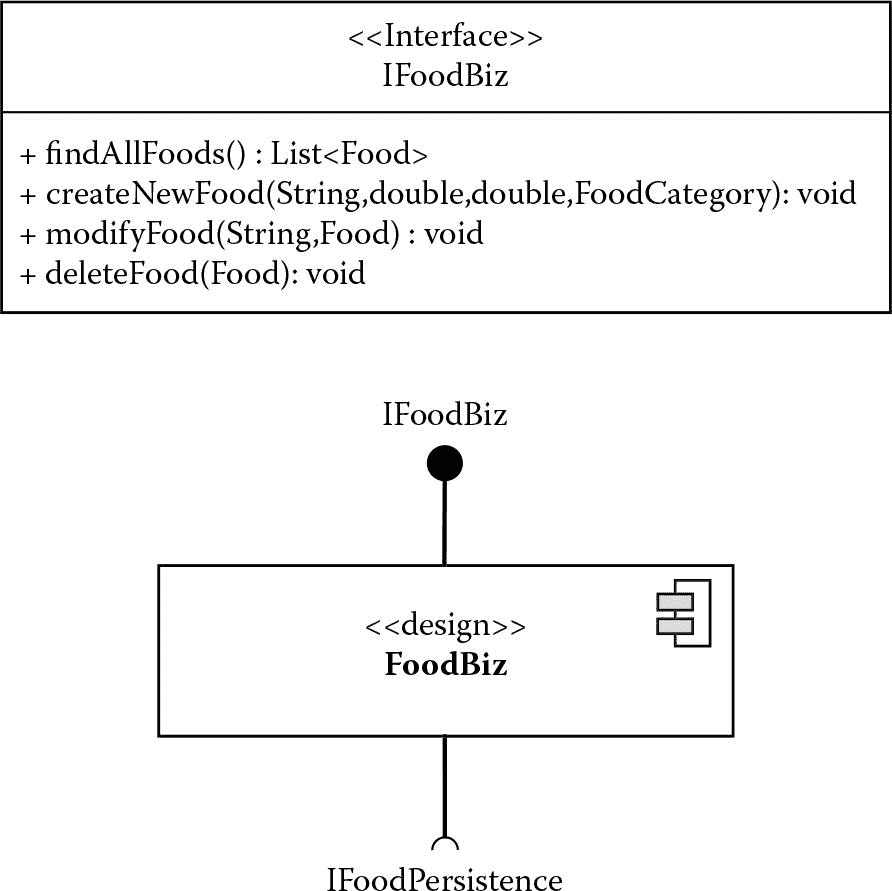 <<Interface>>
IFoodBiz
+ findAllFoods() : List<Food>
+ createNewFood(String,double,double,FoodCategory): void
+ modifyFood(String,Food) : void
+ deleteFood(Food): void
IFoodBiz
<<design>>
FoodBiz
IFoodPersistence